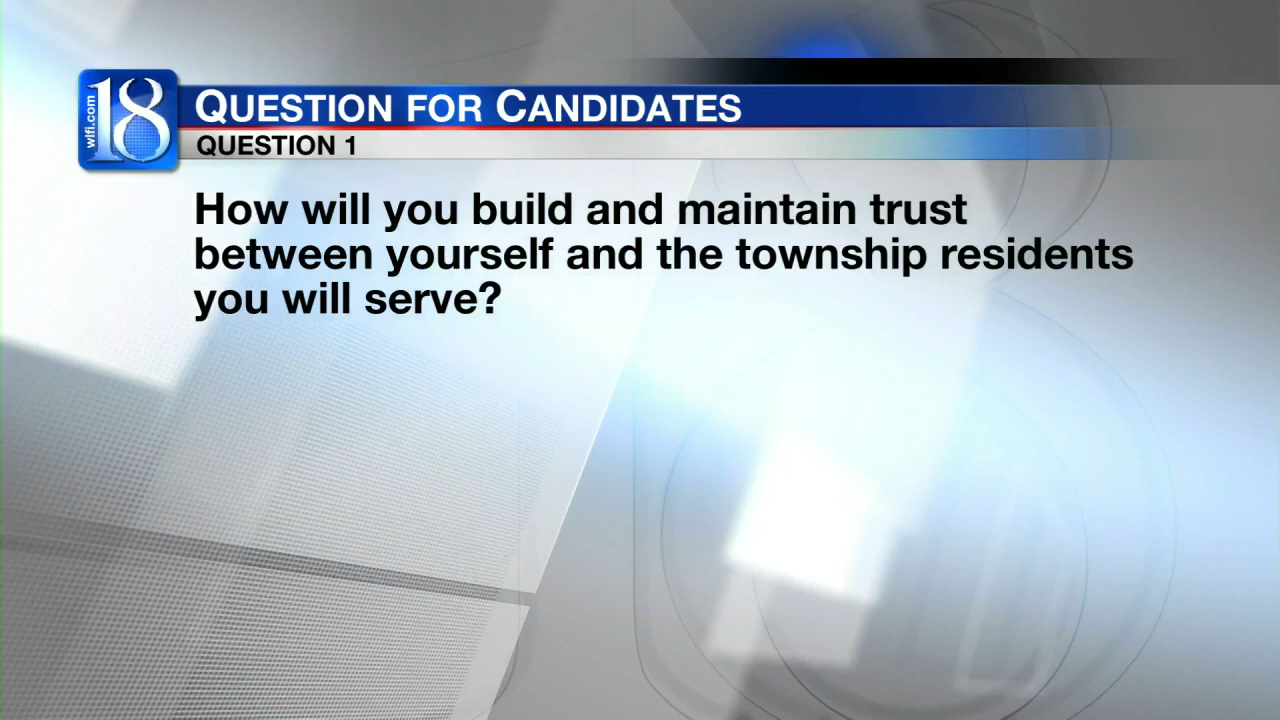 wlfi.com
18
QUESTION FOR CANDIDATES
QUESTION 1
How will you build and maintain trust
between yourself and the township residents
you will serve?